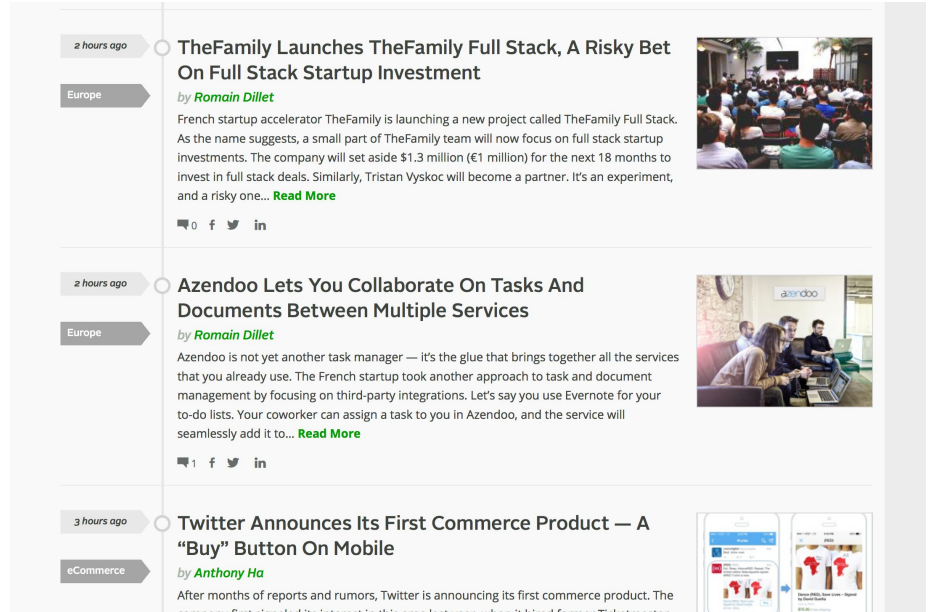 2 hours ago
Europe
TheFamily Launches TheFamily Full Stack, A Risky Bet
On Full Stack Startup Investment
by Romain Dillet
French startup accelerator TheFamily is launching a new project called TheFamily Full Stack.
As the name suggests, a small part of TheFamily team will now focus on full stack startup
investments. The company will set aside $1.3 million (€1 million) for the next 18 months to
invest in full stack deals. Similarly, Tristan Vyskoc will become a partner. It's an experiment,
and a risky one... Read More
0
2 hours ago
Europe
Azendoo Lets You Collaborate On Tasks And
Documents Between Multiple Services
by Romain Dillet
Azendoo is not yet another task manager — it's the glue that brings together all the services
that you already use. The French startup took another approach to task and document
management by focusing on third-party integrations. Let's say you use Evernote for your
to-do lists. Your coworker can assign a task to you in Azendoo, and the service will
seamlessly add it to... Read More
1
azendoo
3 hours ago
eCommerce
Twitter Announces Its First Commerce Product — A
“Buy” Button On Mobile
by Anthony Ha
After months of reports and rumors, Twitter is announcing its first commerce product. The